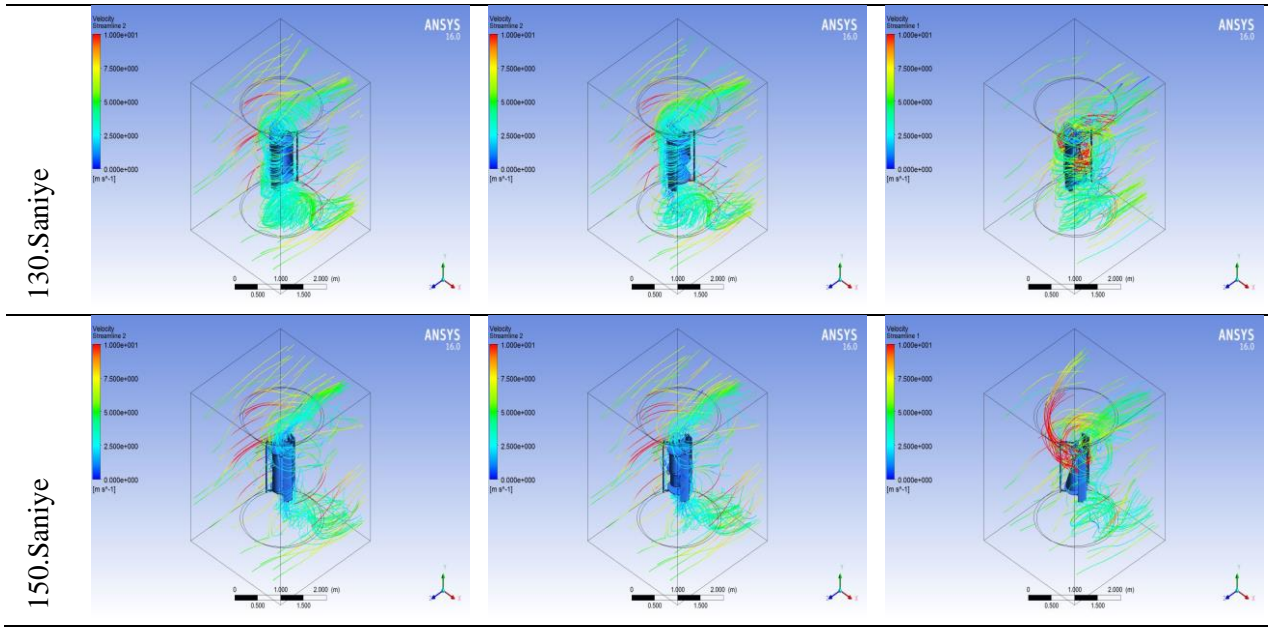 130.Saniye
Velocity
Streamline 2
1.000e+001
7.500e+000
5.000e+000
2.500e+000
0.000e+000
[m s^-1]
ANSYS
16.0
0 1.000 2.000 (m)
0.500 1.500
Y
Z X
Velocity
Streamline 2
1.000e+001
7.500e+000
5.000e+000
2.500e+000
0.000e+000
[m s^-1]
ANSYS
16.0
0 1.000 2.000 (m)
0.500 1.500
Y
Z X
Velocity
Streamline 1
1.000e+001
7.500e+000
5.000e+000
2.500e+000
0.000e+000
[m s^-1]
ANSYS
16.0
0 1.000 2.000 (m)
0.500 1.500
Y
Z X
150.Saniye
Velocity
Streamline 2
1.000e+001
7.500e+000
5.000e+000
2.500e+000
0.000e+000
[m s^-1]
ANSYS
16.0
0 1.000 2.000 (m)
0.500 1.500
Y
Z X
Velocity
Streamline 2
1.000e+001
7.500e+000
5.000e+000
2.500e+000
0.000e+000
[m s^-1]
ANSYS
16.0
0 1.000 2.000 (m)
0.500 1.500
Y
Z X
Velocity
Streamline 1
1.000e+001
7.500e+000
5.000e+000
2.500e+000
0.000e+000
[m s^-1]
ANSYS
16.0
0 1.000 2.000 (m)
0.500 1.500
Y
Z X